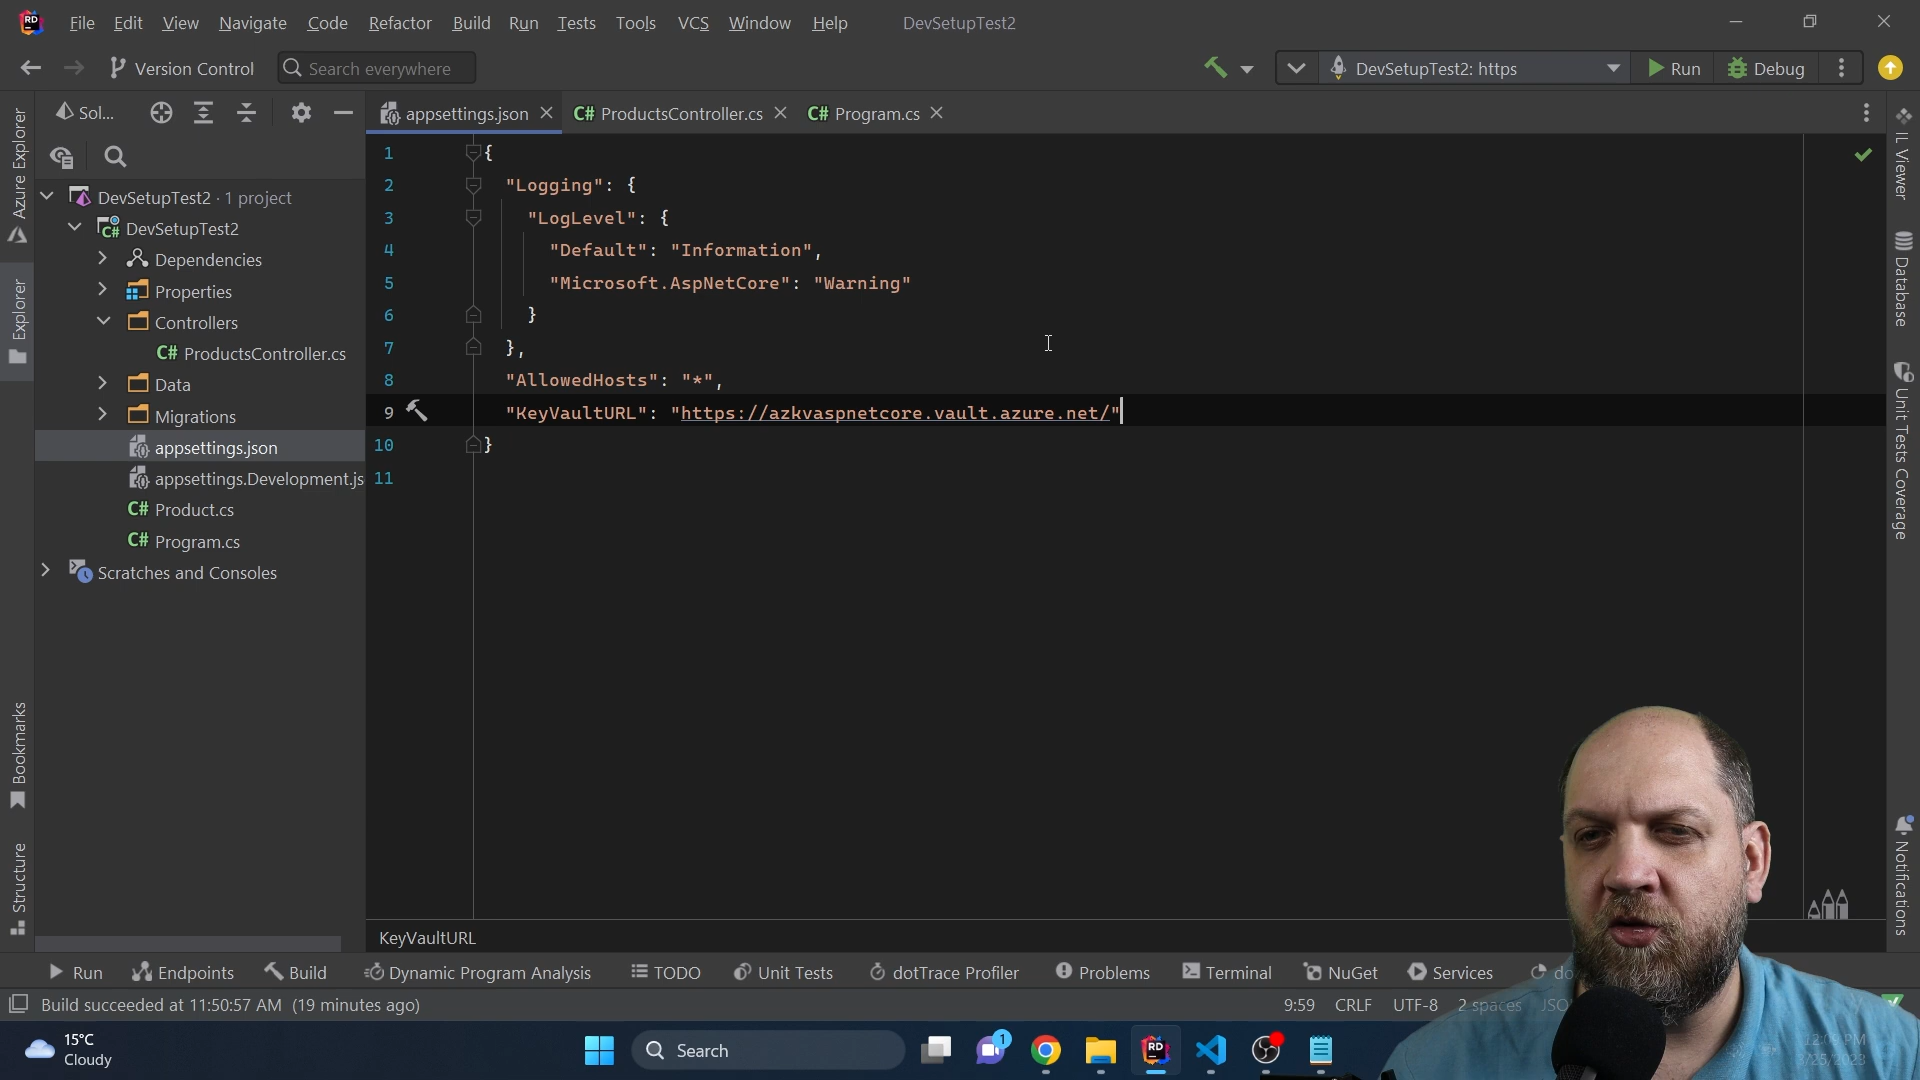 File Edit View Navigate Code Refactor Build Run Tests Tools VCS Window Help DevSetupTest2
Version Control Search everywhere DevSetupTest2: https Run Debug
Sol... appsettings.json C# ProductsController.cs C# Program.cs
Azure Explorer
Explorer
Bookmarks
Structure
DevSetupTest2 · 1 project
DevSetupTest2
Dependencies
Properties
Controllers
C# ProductsController.cs
Data
Migrations
appsettings.json
appsettings.Development.js
C# Product.cs
C# Program.cs
Scratches and Consoles
1 {
2 "Logging": {
3 "LogLevel": {
4 "Default": "Information",
5 "Microsoft.AspNetCore": "Warning"
6 }
7 },
8 "AllowedHosts": "*",
9 "KeyVaultURL": "https://azkvaspnetcore.vault.azure.net/"
10 }
11
IL Viewer
Database
Unit Tests Coverage
Notifications
KeyVaultURL
Run Endpoints Build Dynamic Program Analysis TODO Unit Tests dotTrace Profiler Problems Terminal NuGet Services do
Build succeeded at 11:50:57 AM (19 minutes ago) 9:59 CRLF UTF-8 2 spaces JSO
15°C
Cloudy
Search
1
RD